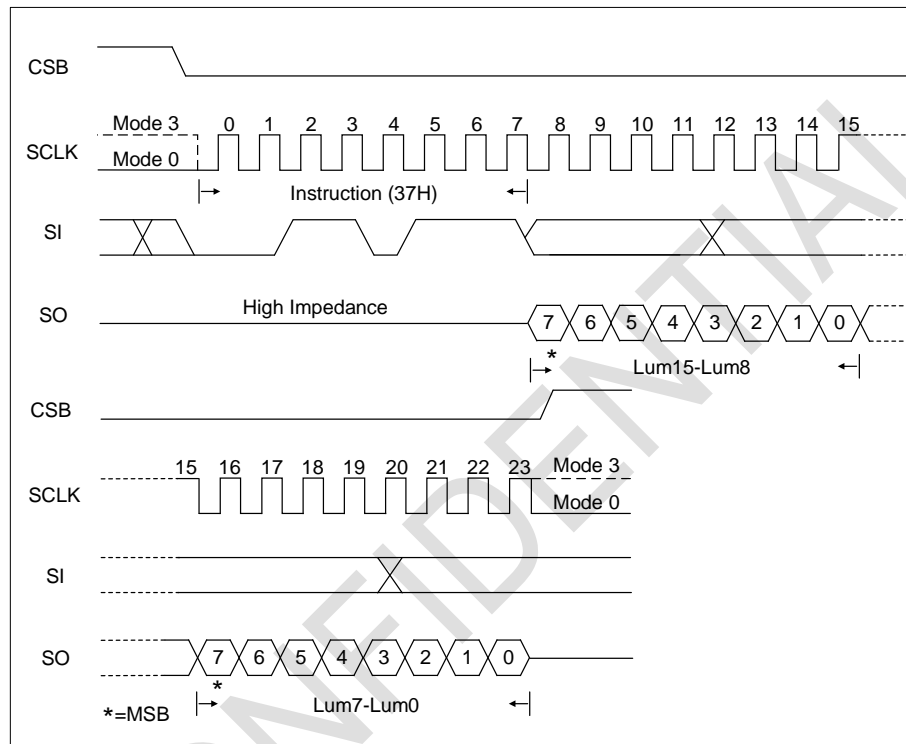 CSB
Mode 3 0 1 2 3 4 5 6 7 8 9 10 11 12 13 14 15
SCLK
Mode 0
Instruction (37H)
SI
High Impedance
SO
7 6 5 4 3 2 1 0
*
Lum15-Lum8
CSB
15 16 17 18 19 20 21 22 23 Mode 3
SCLK
Mode 0
SI
SO
7 6 5 4 3 2 1 0
*
Lum7-Lum0
*=MSB
CONFIDENTIAL